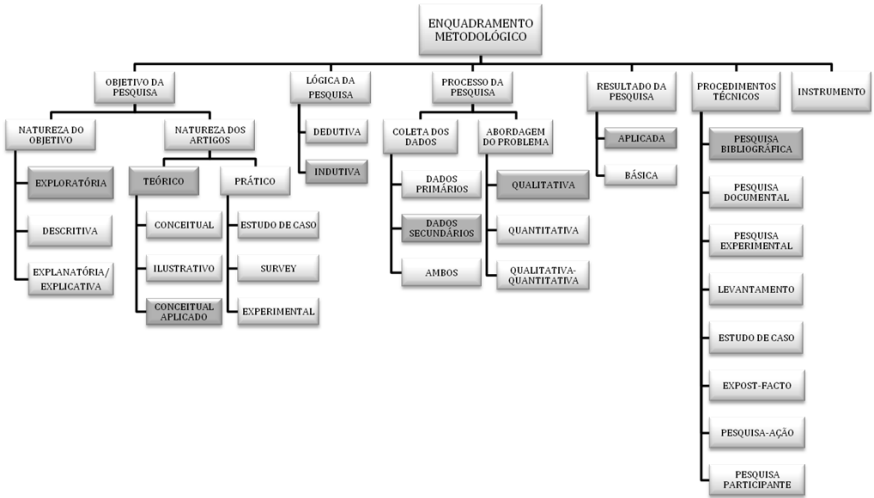 ENQUADRAMENTO
METODOLÓGICO
OBJETIVO DA
PESQUISA
LÓGICA DA
PESQUISA
PROCESSO DA
PESQUISA
RESULTADO DA
PESQUISA
PROCEDIMENTOS
TÉCNICOS
INSTRUMENTO
NATUREZA DO
OBJETIVO
EXPLORATÓRIA
DESCRITIVA
EXPLANATÓRIA/
EXPLICATIVA
NATUREZA DOS
ARTIGOS
TEÓRICO
CONCEITUAL
ILUSTRATIVO
CONCEITUAL
APLICADO
PRÁTICO
ESTUDO DE CASO
SURVEY
EXPERIMENTAL
DEDUTIVA
INDUTIVA
COLETA DOS
DADOS
DADOS
PRIMÁRIOS
DADOS
SECUNDÁRIOS
AMBOS
ABORDAGEM
DO PROBLEMA
QUALITATIVA
QUANTITATIVA
QUALITATIVA-
QUANTITATIVA
APLICADA
BÁSICA
PESQUISA
BIBLIOGRÁFICA
PESQUISA
DOCUMENTAL
PESQUISA
EXPERIMENTAL
LEVANTAMENTO
ESTUDO DE CASO
EXPOST-FACTO
PESQUISA-AÇÃO
PESQUISA
PARTICIPANTE